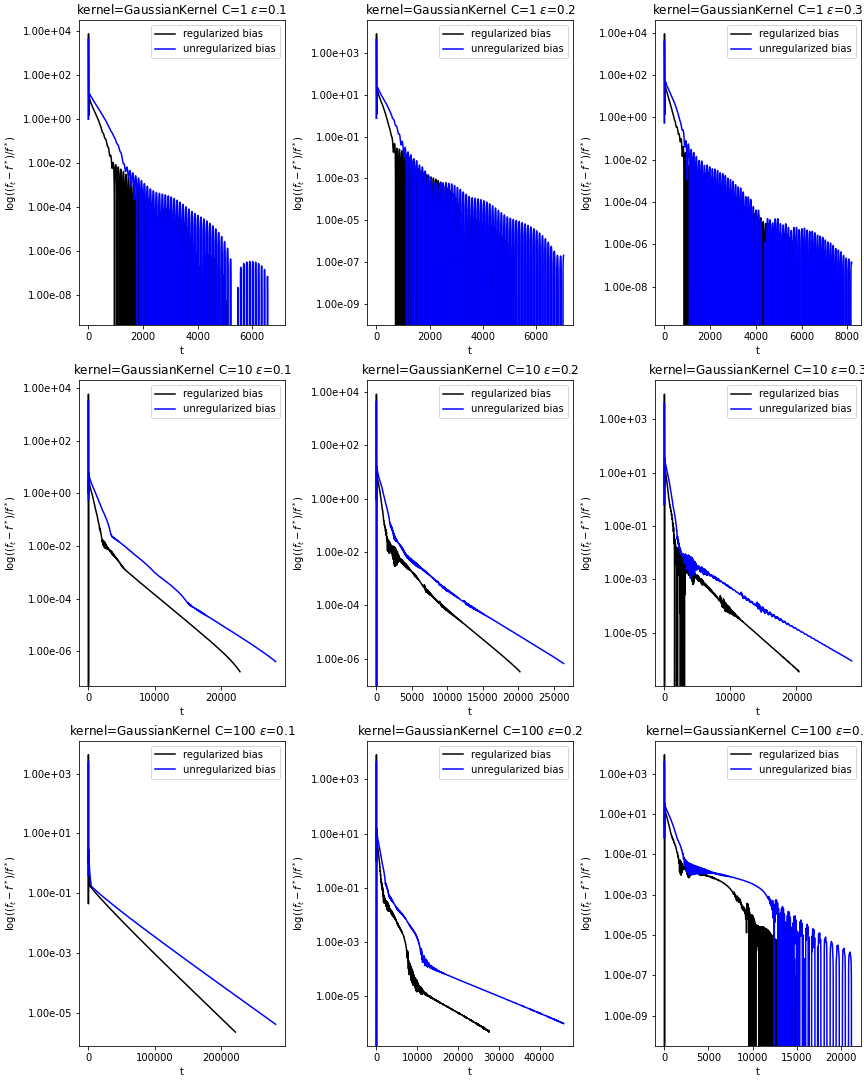 kernel=GaussianKernel C=1 ε=0.1
log((f_t − f*)/f*)
1.00e+04
1.00e+02
1.00e+00
1.00e-02
1.00e-04
1.00e-06
1.00e-08
regularized bias
unregularized bias
0 2000 4000 6000
t
kernel=GaussianKernel C=1 ε=0.2
log((f_t − f*)/f*)
1.00e+03
1.00e+01
1.00e-01
1.00e-03
1.00e-05
1.00e-07
1.00e-09
regularized bias
unregularized bias
0 2000 4000 6000
t
kernel=GaussianKernel C=1 ε=0.3
log((f_t − f*)/f*)
1.00e+04
1.00e+02
1.00e+00
1.00e-02
1.00e-04
1.00e-06
1.00e-08
regularized bias
unregularized bias
0 2000 4000 6000 8000
t
kernel=GaussianKernel C=10 ε=0.1
log((f_t − f*)/f*)
1.00e+04
1.00e+02
1.00e+00
1.00e-02
1.00e-04
1.00e-06
regularized bias
unregularized bias
0 10000 20000
t
kernel=GaussianKernel C=10 ε=0.2
log((f_t − f*)/f*)
1.00e+04
1.00e+02
1.00e+00
1.00e-02
1.00e-04
1.00e-06
regularized bias
unregularized bias
0 5000 10000 15000 20000 25000
t
kernel=GaussianKernel C=10 ε=0.3
log((f_t − f*)/f*)
1.00e+03
1.00e+01
1.00e-01
1.00e-03
1.00e-05
regularized bias
unregularized bias
0 10000 20000
t
kernel=GaussianKernel C=100 ε=0.1
log((f_t − f*)/f*)
1.00e+03
1.00e+01
1.00e-01
1.00e-03
1.00e-05
regularized bias
unregularized bias
0 100000 200000
t
kernel=GaussianKernel C=100 ε=0.2
log((f_t − f*)/f*)
1.00e+03
1.00e+01
1.00e-01
1.00e-03
1.00e-05
regularized bias
unregularized bias
0 10000 20000 30000 40000
t
kernel=GaussianKernel C=100 ε=0.
log((f_t − f*)/f*)
1.00e+03
1.00e+01
1.00e-01
1.00e-03
1.00e-05
1.00e-07
1.00e-09
regularized bias
unregularized bias
0 5000 10000 15000 20000
t